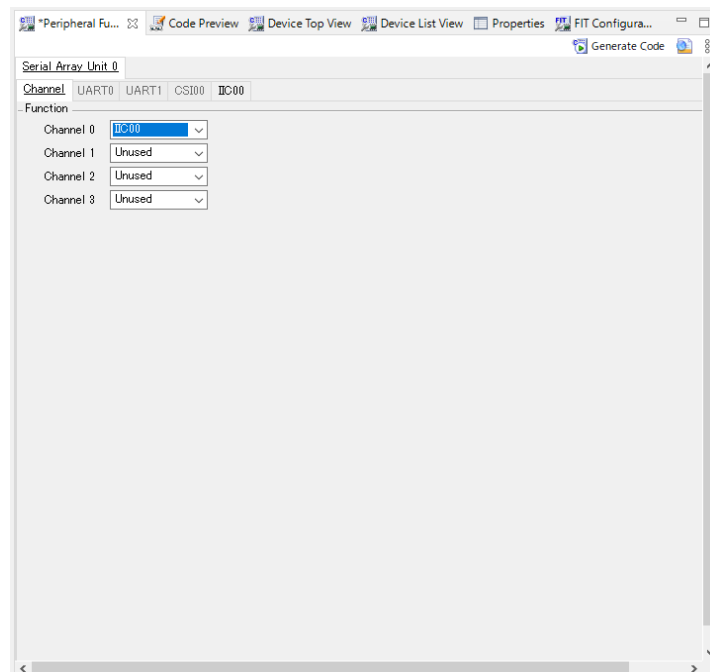 *Peripheral Fu... Code Preview Device Top View Device List View Properties FIT Configura...
Generate Code
Serial Array Unit 0
Channel UART0 UART1 CSI00 IIC00
Function
Channel 0 IIC00
Channel 1 Unused
Channel 2 Unused
Channel 3 Unused